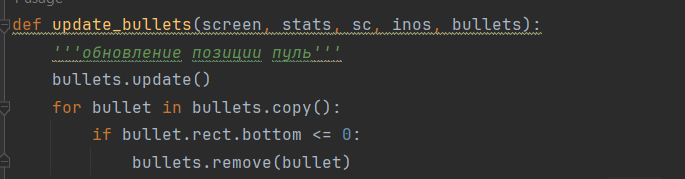 def update_bullets(screen, stats, sc, inos, bullets):
'''обновление позиции пуль'''
bullets.update()
for bullet in bullets.copy():
if bullet.rect.bottom <= 0:
bullets.remove(bullet)